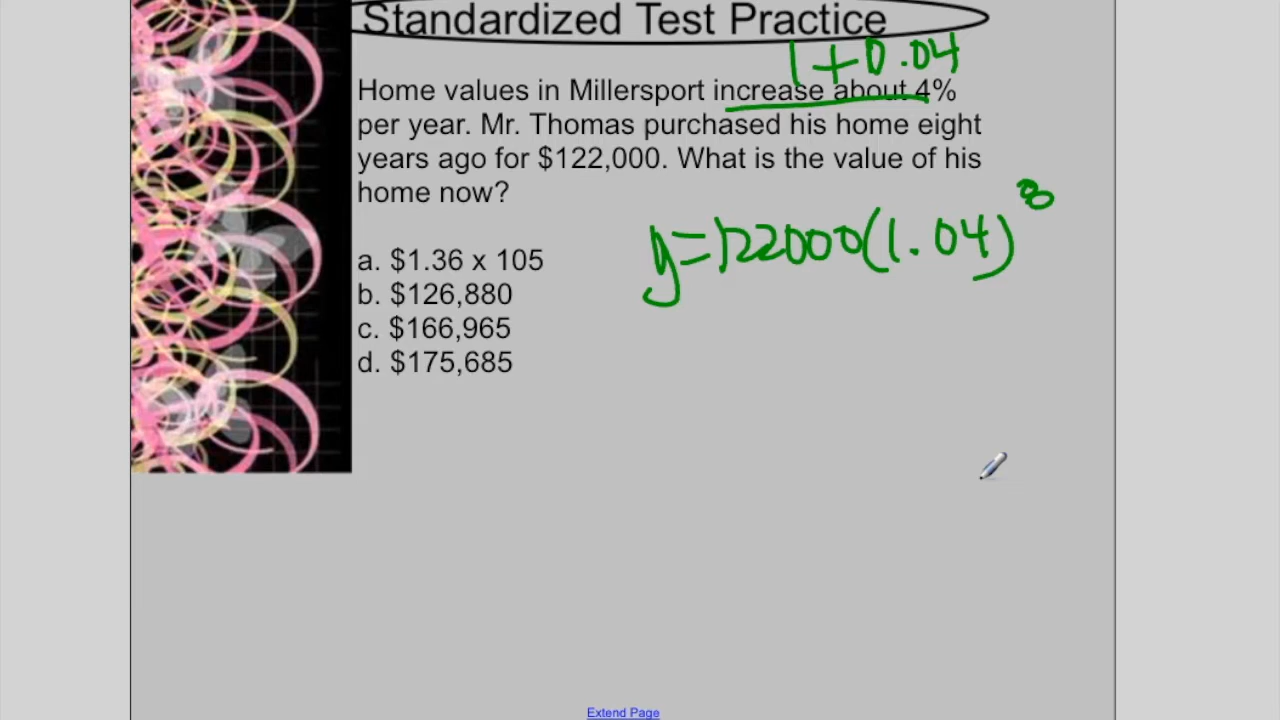 Standardized Test Practice
1+0.04
Home values in Millersport increase about 4%
per year. Mr. Thomas purchased his home eight
years ago for $122,000. What is the value of his
home now?
y=122000(1.04)^8
a. $1.36 x 105
b. $126,880
c. $166,965
d. $175,685
Extend Page